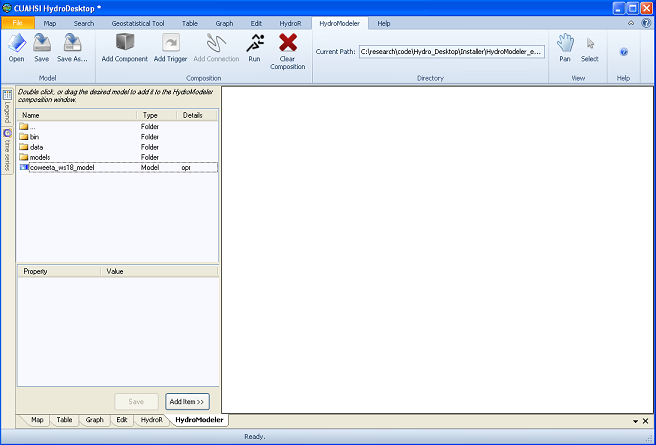 CUAHSI HydroDesktop *
File Map Search Geostatistical Tool Table Graph Edit HydroR HydroModeler Help
Open Save Save As... Add Component Add Trigger Add Connection Run Clear Composition Current Path: C:\research\code\Hydro_Desktop\Installer\HydroModeler_e... Pan Select
Model Composition Directory View Help
Legend
time series
Double click, or drag the desired model to add it to the HydroModeler
composition window.
Name Type Details
... Folder
bin Folder
data Folder
models Folder
coweeta_ws18_model Model opr
Property Value
Save Add Item >>
Map Table Graph Edit HydroR HydroModeler
Ready.